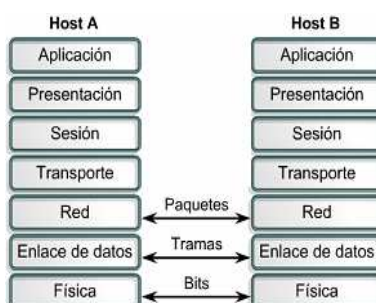 Host A Host B
Aplicación Aplicación
Presentación Presentación
Sesión Sesión
Transporte Transporte
Red Paquetes Red
Enlace de datos Tramas Enlace de datos
Física Bits Física